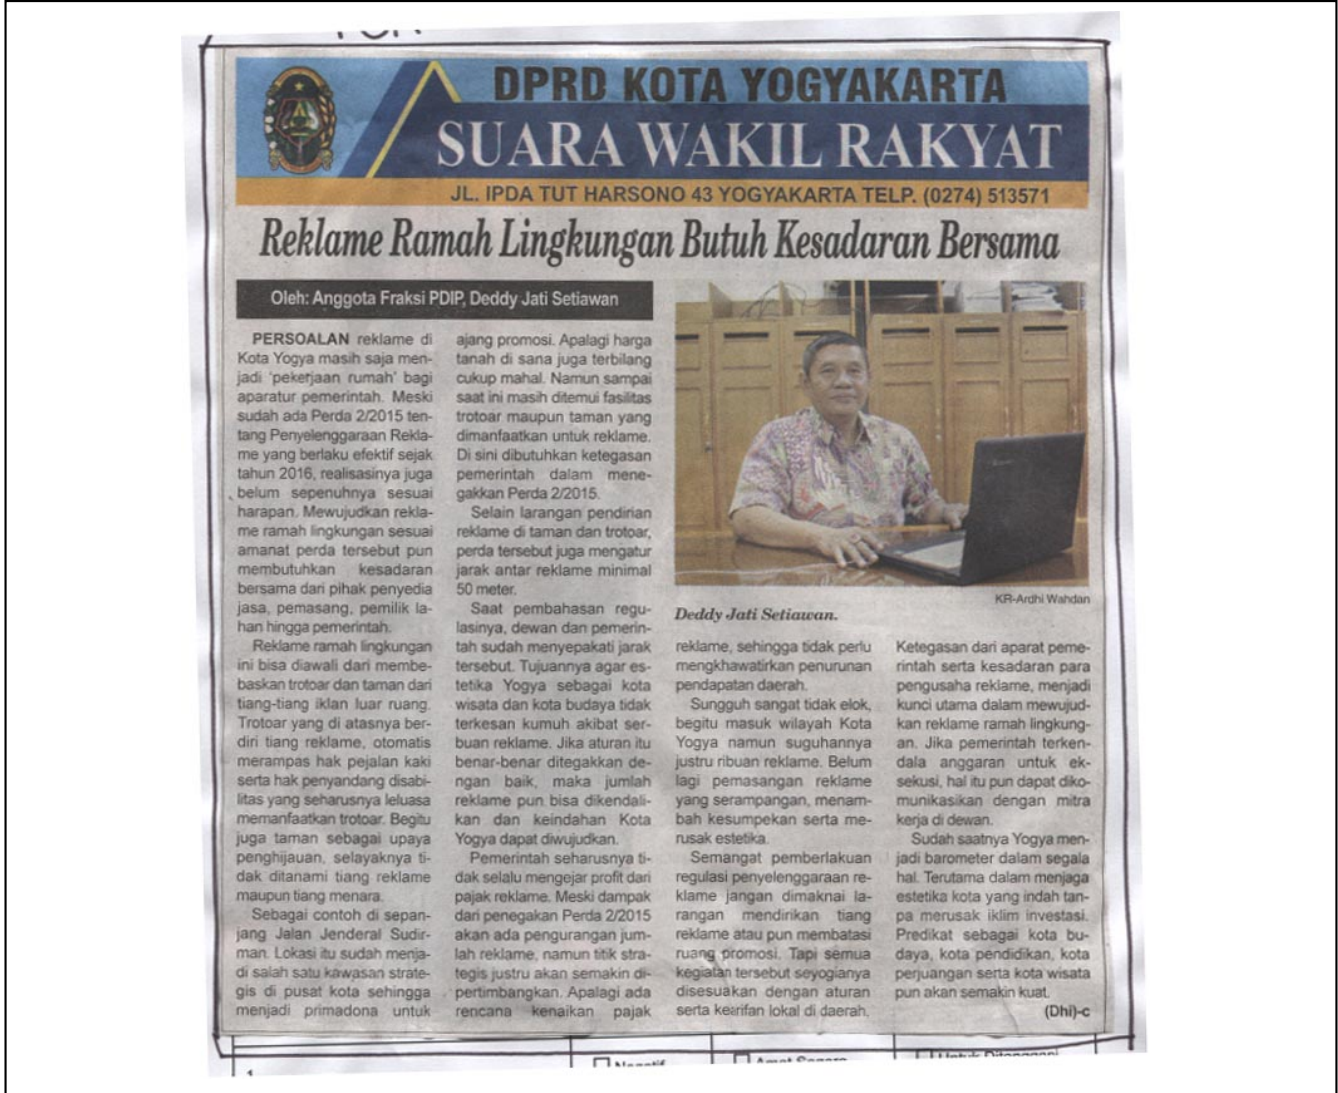 DPRD KOTA YOGYAKARTA
SUARA WAKIL RAKYAT
JL. IPDA TUT HARSONO 43 YOGYAKARTA TELP. (0274) 513571
Reklame Ramah Lingkungan Butuh Kesadaran Bersama
Oleh: Anggota Fraksi PDIP, Deddy Jati Setiawan
PERSOALAN reklame di
Kota Yogya masih saja men-
jadi 'pekerjaan rumah' bagi
aparatur pemerintah. Meski
sudah ada Perda 2/2015 ten-
tang Penyelenggaraan Rekla-
me yang berlaku efektif sejak
tahun 2016, realisasinya juga
belum sepenuhnya sesuai
harapan. Mewujudkan rekla-
me ramah lingkungan sesuai
amanat perda tersebut pun
membutuhkan kesadaran
bersama dari pihak penyedia
jasa, pemasang, pemilik la-
han hingga pemerintah.
Reklame ramah lingkungan
ini bisa diawali dari membe-
baskan trotoar dan taman dari
tiang-tiang iklan luar ruang.
Trotoar yang di atasnya ber-
diri tiang reklame, otomatis
merampas hak pejalan kaki
serta hak penyandang disabi-
litas yang seharusnya leluasa
memanfaatkan trotoar. Begitu
juga taman sebagai upaya
penghijauan, selayaknya ti-
dak ditanami tiang reklame
maupun tiang menara.
Sebagai contoh di sepan-
jang Jalan Jenderal Sudir-
man. Lokasi itu sudah menja-
di salah satu kawasan strate-
gis di pusat kota sehingga
menjadi primadona untuk
ajang promosi. Apalagi harga
tanah di sana juga terbilang
cukup mahal. Namun sampai
saat ini masih ditemui fasilitas
trotoar maupun taman yang
dimanfaatkan untuk reklame.
Di sini dibutuhkan ketegasan
pemerintah dalam mene-
gakkan Perda 2/2015.
Selain larangan pendirian
reklame di taman dan trotoar,
perda tersebut juga mengatur
jarak antar reklame minimal
50 meter.
Saat pembahasan regu-
lasinya, dewan dan pemerin-
tah sudah menyepakati jarak
tersebut. Tujuannya agar es-
tetika Yogya sebagai kota
wisata dan kota budaya tidak
terkesan kumuh akibat ser-
buan reklame. Jika aturan itu
benar-benar ditegakkan de-
ngan baik, maka jumlah
reklame pun bisa dikendali-
kan dan keindahan Kota
Yogya dapat diwujudkan.
Pemerintah seharusnya ti-
dak selalu mengejar profit dari
pajak reklame. Meski dampak
dari penegakan Perda 2/2015
akan ada pengurangan jum-
lah reklame, namun titik stra-
tegis justru akan semakin di-
pertimbangkan. Apalagi ada
rencana kenaikan pajak
KR-Ardhi Wahdan
Deddy Jati Setiawan.
reklame, sehingga tidak perlu
mengkhawatirkan penurunan
pendapatan daerah.
Sungguh sangat tidak elok,
begitu masuk wilayah Kota
Yogya namun suguhannya
justru ribuan reklame. Belum
lagi pemasangan reklame
yang serampangan, menam-
bah kesumpekan serta me-
rusak estetika.
Semangat pemberlakuan
regulasi penyelenggaraan re-
klame jangan dimaknai la-
rangan mendirikan tiang
reklame atau pun membatasi
ruang promosi. Tapi semua
kegiatan tersebut seyogianya
disesuakan dengan aturan
serta kearifan lokal di daerah.
Ketegasan dari aparat peme-
rintah serta kesadaran para
pengusaha reklame, menjadi
kunci utama dalam mewujud-
kan reklame ramah lingkung-
an. Jika pemerintah terken-
dala anggaran untuk ek-
sekusi, hal itu pun dapat diko-
munikasikan dengan mitra
kerja di dewan.
Sudah saatnya Yogya men-
jadi barometer dalam segala
hal. Terutama dalam menjaga
estetika kota yang indah tan-
pa merusak iklim investasi.
Predikat sebagai kota bu-
daya, kota pendidikan, kota
perjuangan serta kota wisata
pun akan semakin kuat.
(Dhi)-c